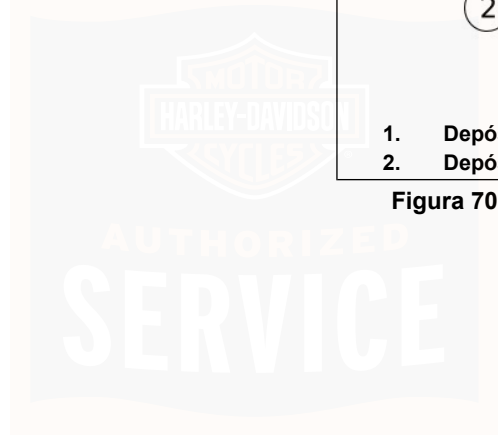 2
1. Depó
2. Depó
Figura 70
MOTOR
HARLEY-DAVIDSON
CYCLES
AUTHORIZED
SERVICE